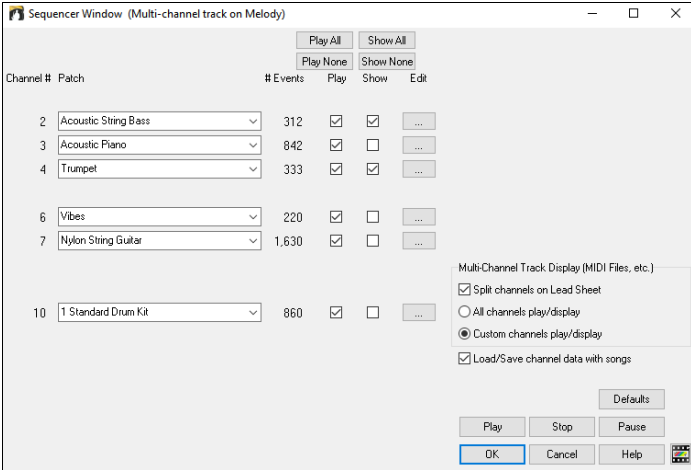 Sequencer Window (Multi-channel track on Melody)
Play All Show All
Play None Show None
Channel # Patch # Events Play Show Edit
2 Acoustic String Bass 312 ...
3 Acoustic Piano 842 ...
4 Trumpet 333 ...
6 Vibes 220 ...
7 Nylon String Guitar 1,630 ...
10 1 Standard Drum Kit 860 ...
Multi-Channel Track Display (MIDI Files, etc.)
Split channels on Lead Sheet
All channels play/display
Custom channels play/display
Load/Save channel data with songs
Defaults
Play Stop Pause
OK Cancel Help